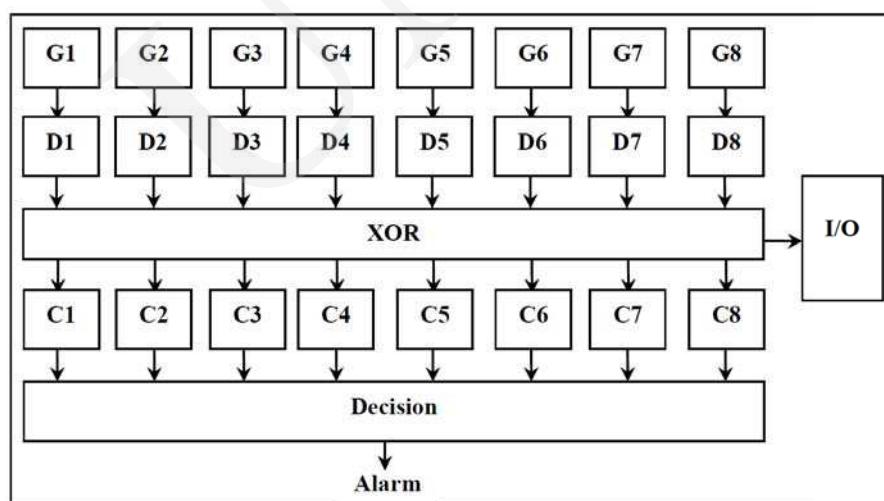 G1 G2 G3 G4 G5 G6 G7 G8
D1 D2 D3 D4 D5 D6 D7 D8
XOR
I/O
C1 C2 C3 C4 C5 C6 C7 C8
Decision
Alarm